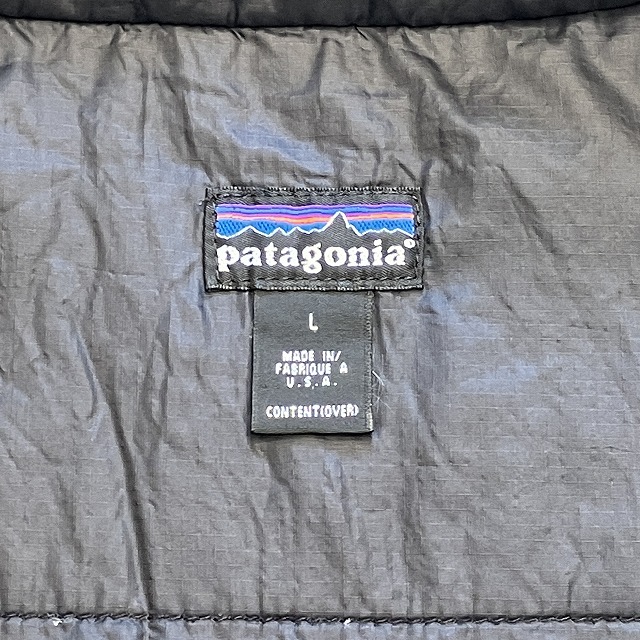 patagonia®
L
MADE IN/
FABRIQUE A
U.S.A.
CONTENT(OVER)